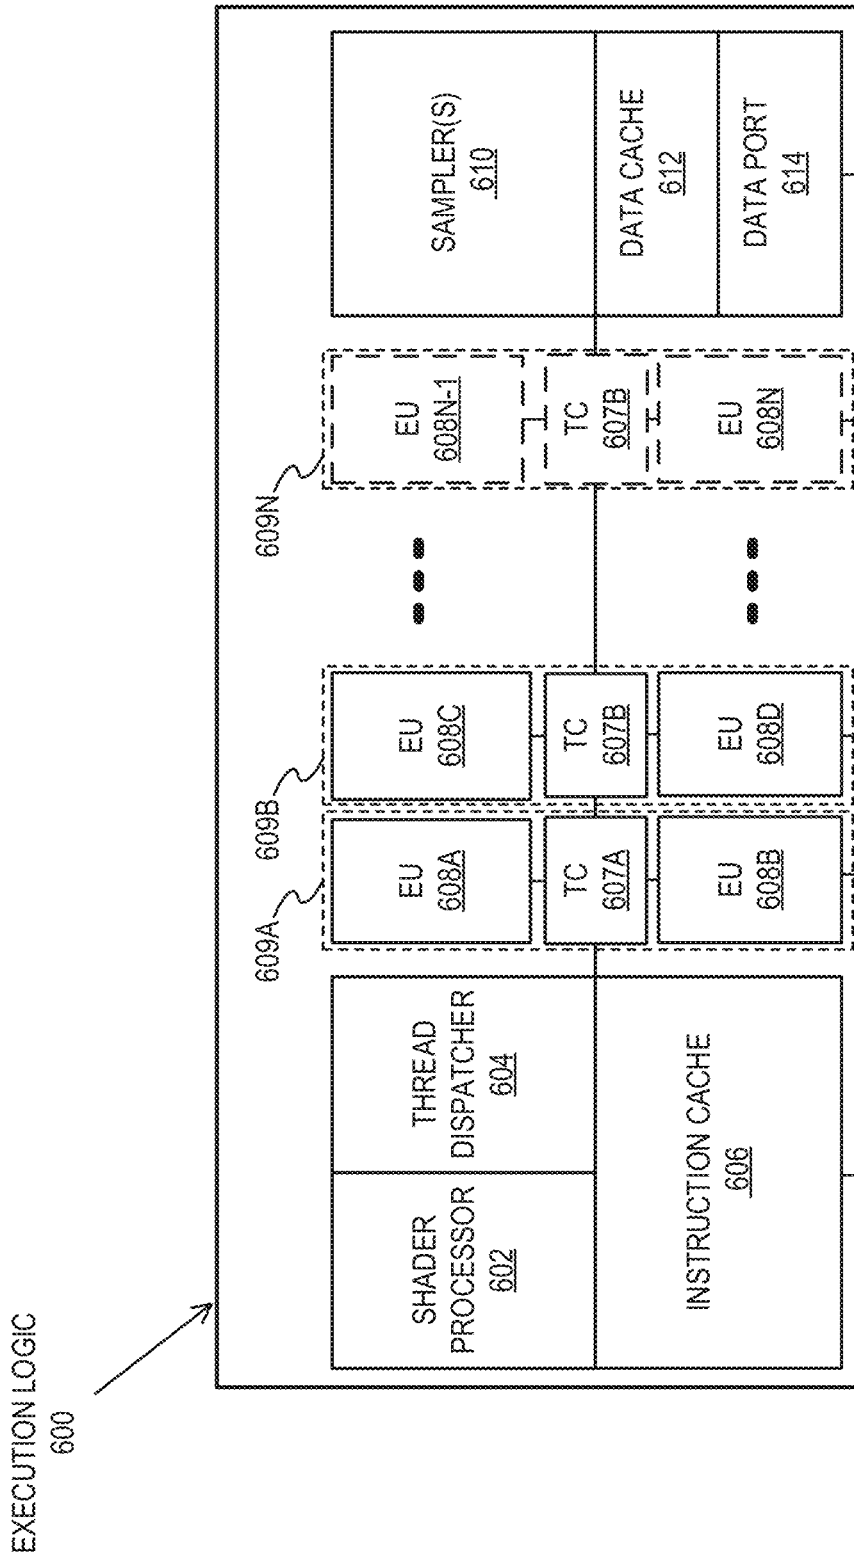 EXECUTION LOGIC
600
609A
609B
609N
SHADER
PROCESSOR
602
THREAD
DISPATCHER
604
EU
608A
EU
608C
EU
608N-1
SAMPLER(S)
610
TC
607A
TC
607B
TC
607B
INSTRUCTION CACHE
606
EU
608B
EU
608D
EU
608N
DATA CACHE
612
DATA PORT
614